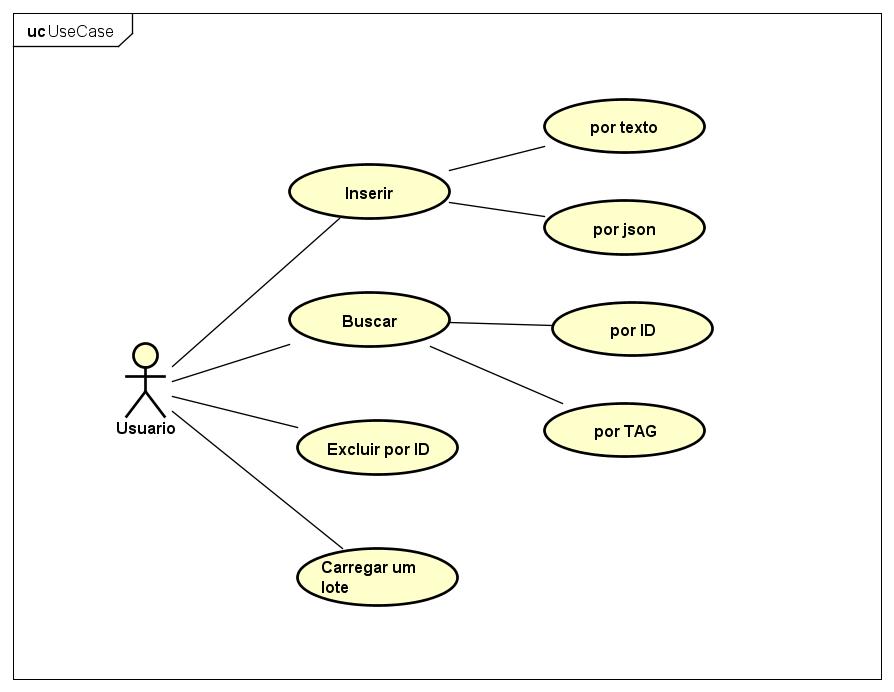 uc UseCase
por texto
Inserir
por json
Buscar
por ID
Usuario
por TAG
Excluir por ID
Carregar um
lote